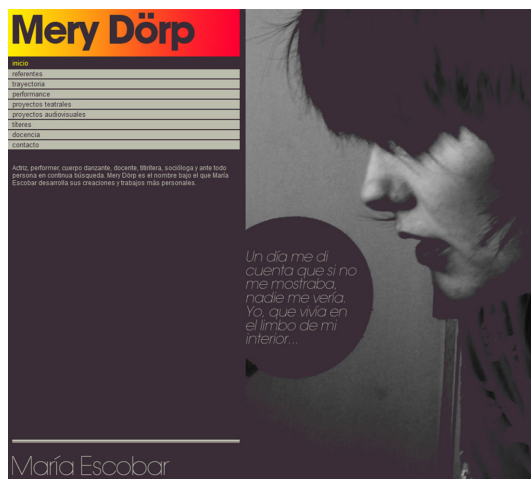 Mery Dörp
inicio
referentes
trayectoria
performance
proyectos teatrales
proyectos audiovisuales
títeres
docencia
contacto
Actriz, performer, cuerpo danzante, docente, titiritera, socióloga y ante todo
persona en continua búsqueda. Mery Dörp es el nombre bajo el que María
Escobar desarrolla sus creaciones y trabajos más personales.
Un día me di
cuenta que si no
me mostraba,
nadie me vería.
Yo, que vivía en
el limbo de mi
interior...
María Escobar